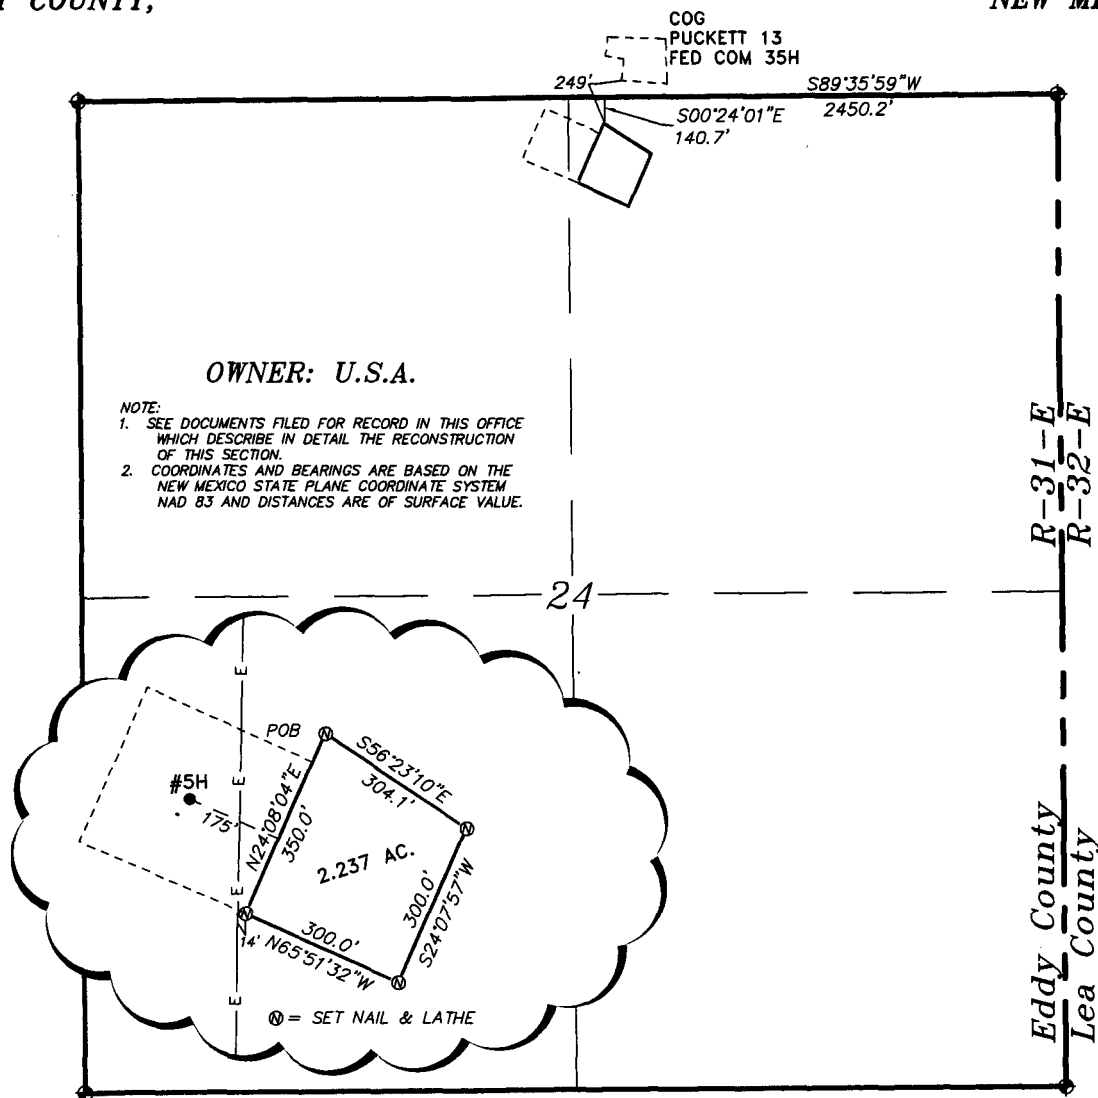 COUNTY,
NEW
COG
PUCKETT 13
FED COM 35H
249'
S89°35'59"W
2450.2'
S00°24'01"E
140.7'
OWNER: U.S.A.
NOTE:
1. SEE DOCUMENTS FILED FOR RECORD IN THIS OFFICE
WHICH DESCRIBE IN DETAIL THE RECONSTRUCTION
OF THIS SECTION.
2. COORDINATES AND BEARINGS ARE BASED ON THE
NEW MEXICO STATE PLANE COORDINATE SYSTEM
NAD 83 AND DISTANCES ARE OF SURFACE VALUE.
R-31-E
R-32-E
24
E
POB
S56°23'10"E
304.1'
#5H
175'
E
N24°08'04"E
350.0'
2.237 AC.
300.0'
S24°07'57"W
E
N
N
N
N
14'
300.0'
N65°51'32"W
E
N = SET NAIL & LATHE
Eddy County
Lea County